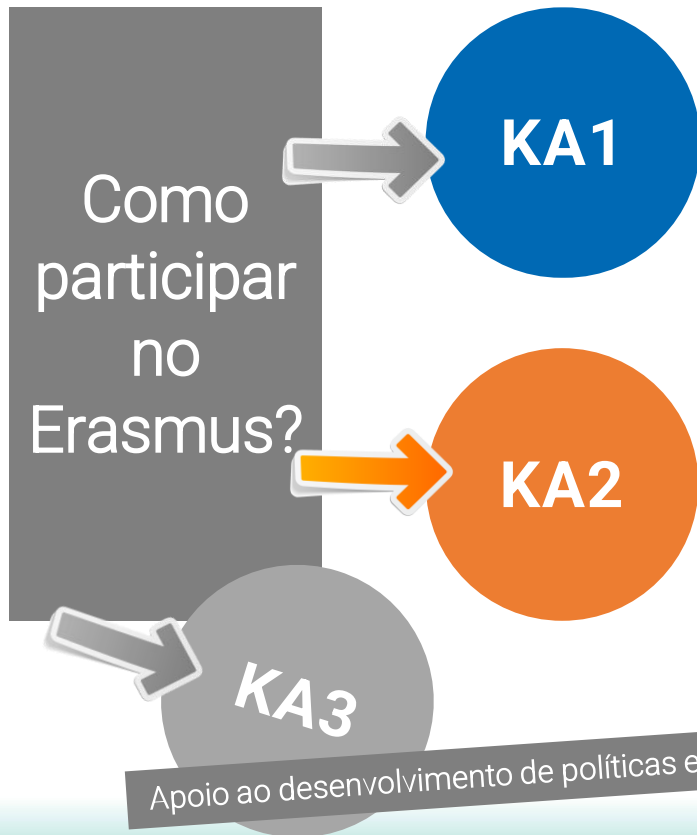 Como
participar
no
Erasmus?
KA1
KA2
KA3
Apoio ao desenvolvimento de políticas e